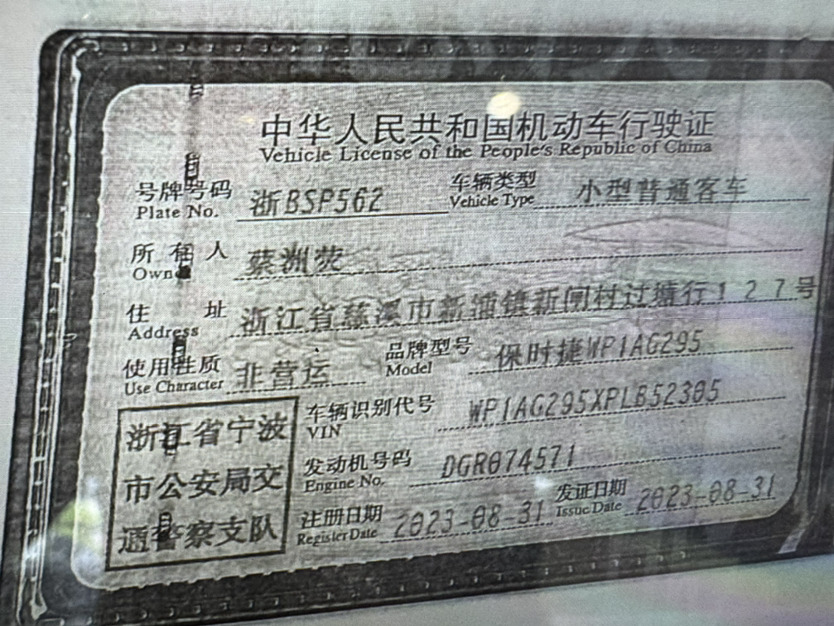 中华人民共和国机动车行驶证
Vehicle License of the People's Republic of China
号牌号码 浙BSP562 车辆类型 小型普通客车
Plate No. Vehicle Type
所有人 蔡洲荧
Owner
住址 浙江省慈溪市新浦镇新闸村过塘行127号
Address
使用性质 非营运 品牌型号 保时捷WP1AG295
Use Character Model
浙江省宁波
市公安局交
通警察支队
车辆识别代号 WP1AG295XPLB52305
VIN
发动机号码 DGR074571
Engine No.
注册日期 2023-08-31 发证日期 2023-08-31
Register Date Issue Date